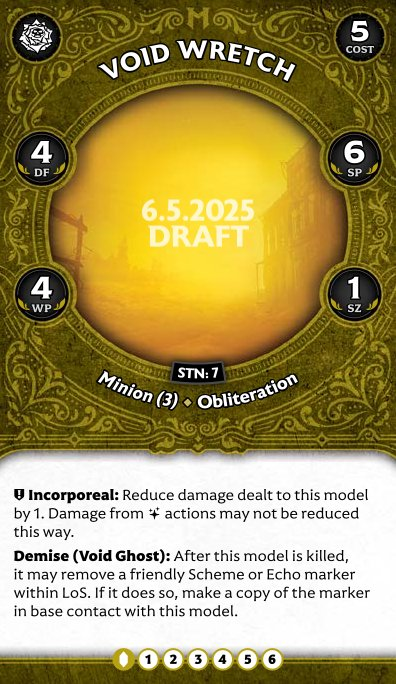 M
VOID WRETCH
5
COST
4
DF
6
SP
6.5.2025
DRAFT
4
WP
1
SZ
STN: 7
Minion (3) ⬥ Obliteration
Incorporeal: Reduce damage dealt to this model
by 1. Damage from actions may not be reduced
this way.
Demise (Void Ghost): After this model is killed,
it may remove a friendly Scheme or Echo marker
within LoS. If it does so, make a copy of the marker
in base contact with this model.
1 2 3 4 5 6